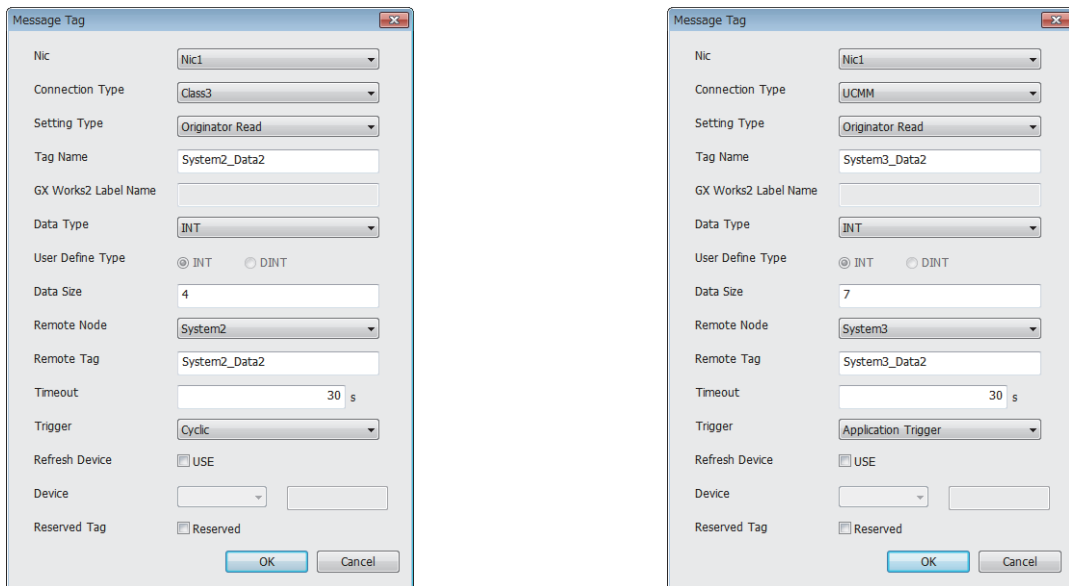 Message Tag
Nic
Nic1
Connection Type
Class3
Setting Type
Originator Read
Tag Name
System2_Data2
GX Works2 Label Name
Data Type
INT
User Define Type
INT DINT
Data Size
4
Remote Node
System2
Remote Tag
System2_Data2
Timeout
30 s
Trigger
Cyclic
Refresh Device
USE
Device
Reserved Tag
Reserved
OK Cancel
Message Tag
Nic
Nic1
Connection Type
UCMM
Setting Type
Originator Read
Tag Name
System3_Data2
GX Works2 Label Name
Data Type
INT
User Define Type
INT DINT
Data Size
7
Remote Node
System3
Remote Tag
System3_Data2
Timeout
30 s
Trigger
Application Trigger
Refresh Device
USE
Device
Reserved Tag
Reserved
OK Cancel